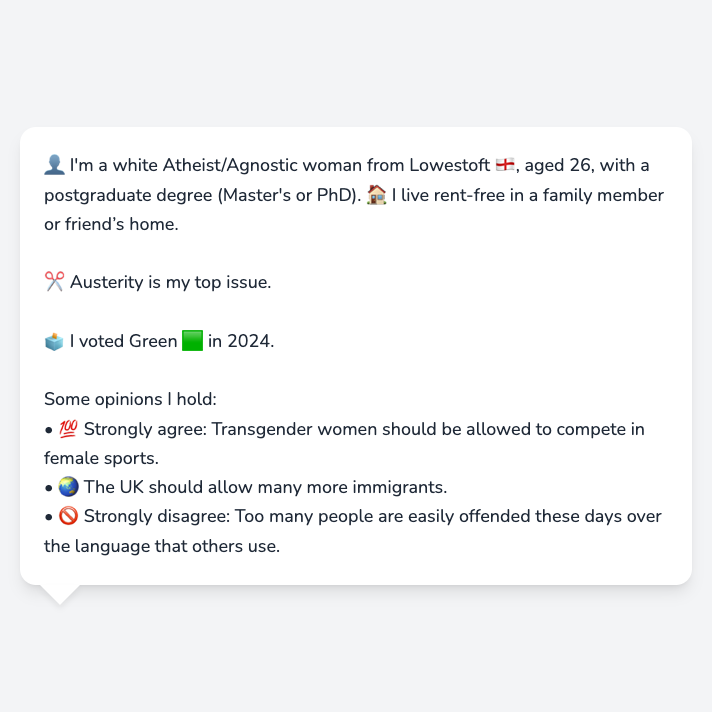 👤 I'm a white Atheist/Agnostic woman from Lowestoft 🏴󠁧󠁢󠁥󠁮󠁧󠁿, aged 26, with a
postgraduate degree (Master's or PhD). 🏠 I live rent-free in a family member
or friend’s home.
✂️ Austerity is my top issue.
🗳️ I voted Green 🟩 in 2024.
Some opinions I hold:
• 💯 Strongly agree: Transgender women should be allowed to compete in
female sports.
• 🌏 The UK should allow many more immigrants.
• 🚫 Strongly disagree: Too many people are easily offended these days over
the language that others use.